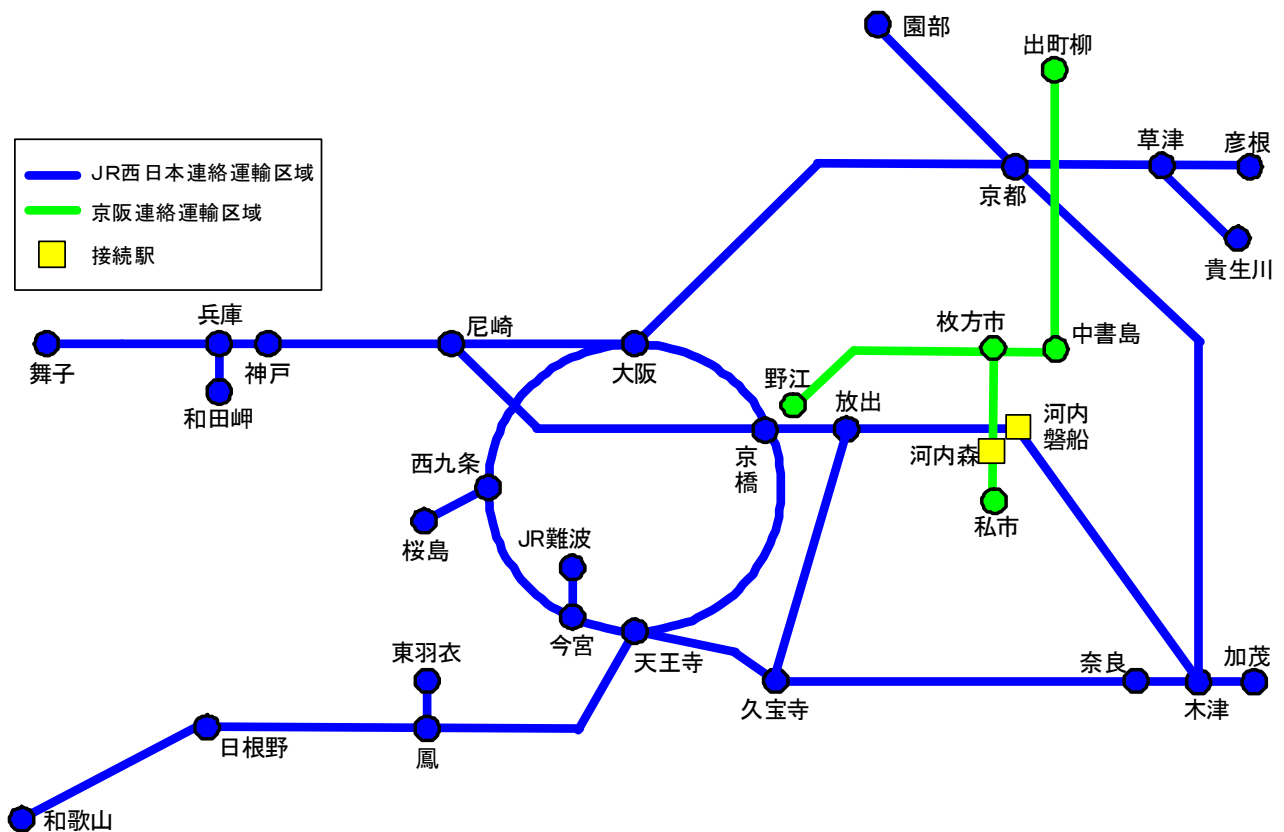 園部
出町柳
草津
彦根
JR西日本連絡運輸区域
京阪連絡運輸区域
接続駅
京都
貴生川
兵庫
尼崎
枚方市
中書島
舞子
神戸
大阪
野江
放出
河内
磐船
和田岬
京橋
河内森
西九条
私市
桜島
JR難波
今宮
天王寺
東羽衣
久宝寺
奈良
加茂
木津
日根野
鳳
和歌山